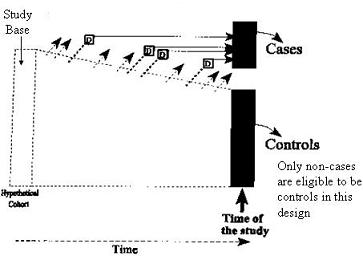 Study
Base
D
D
D
D
Cases
Controls
Only non-cases
are eligible to be
controls in this
design
Hypothetical
Cohort
Time of
the study
Time